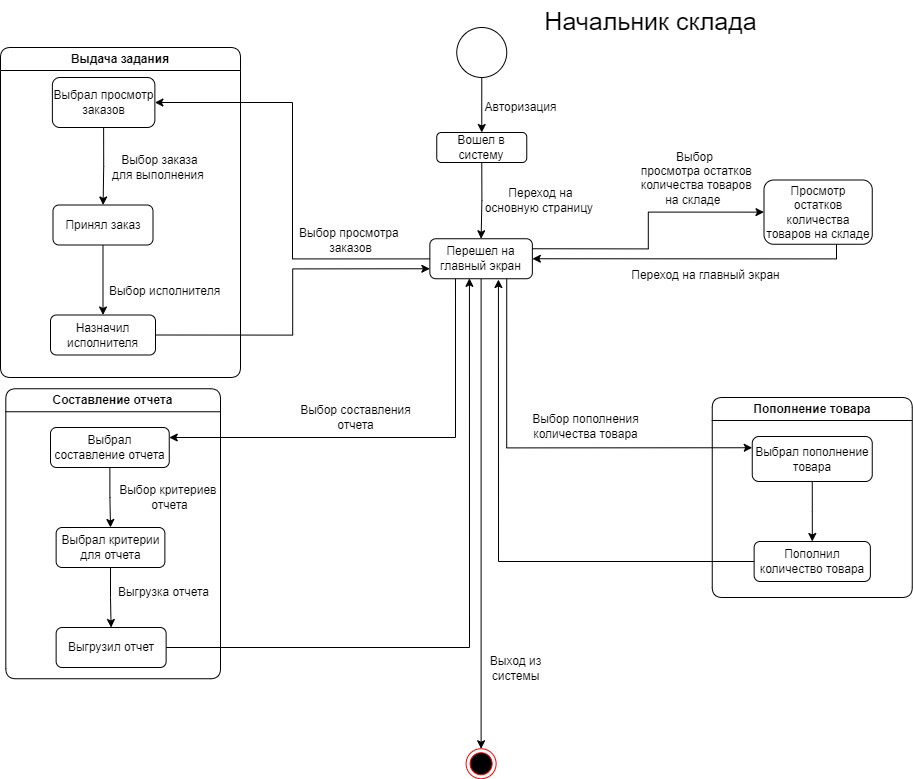 Начальник склада
Выдача задания
Выбрал просмотр
заказов
Выбор заказа
для выполнения
Принял заказ
Выбор исполнителя
Назначил
исполнителя
Авторизация
Вошел в
систему
Переход на
основную страницу
Выбор просмотра
заказов
Перешел на
главный экран
Выбор
просмотра остатков
количества товаров
на складе
Просмотр
остатков
количества
товаров на складе
Переход на главный экран
Составление отчета
Выбрал
составление отчета
Выбор критериев
отчета
Выбрал критерии
для отчета
Выгрузка отчета
Выгрузил отчет
Выбор составления
отчета
Выбор пополнения
количества товара
Пополнение товара
Выбрал пополнение
товара
Пополнил
количество товара
Выход из
системы